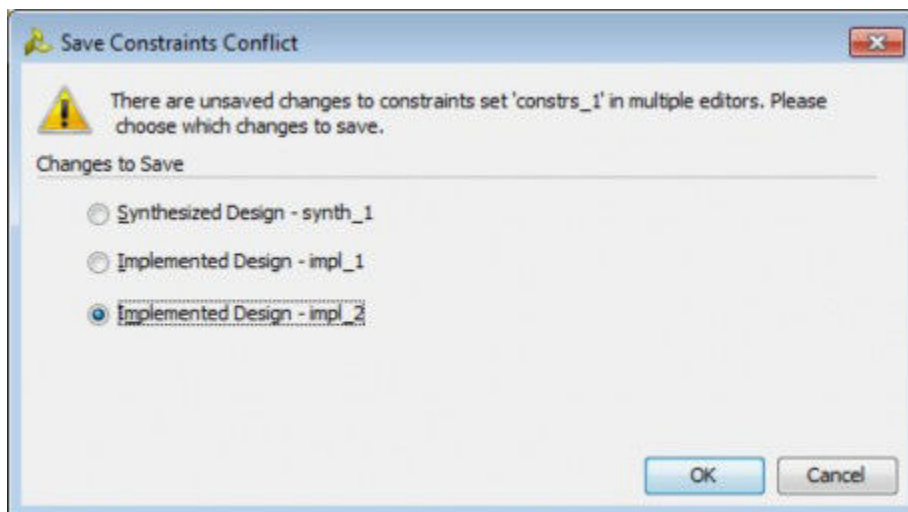 Save Constraints Conflict
There are unsaved changes to constraints set 'constrs_1' in multiple editors. Please
choose which changes to save.
Changes to Save
Synthesized Design - synth_1
Implemented Design - impl_1
Implemented Design - impl_2
OK Cancel